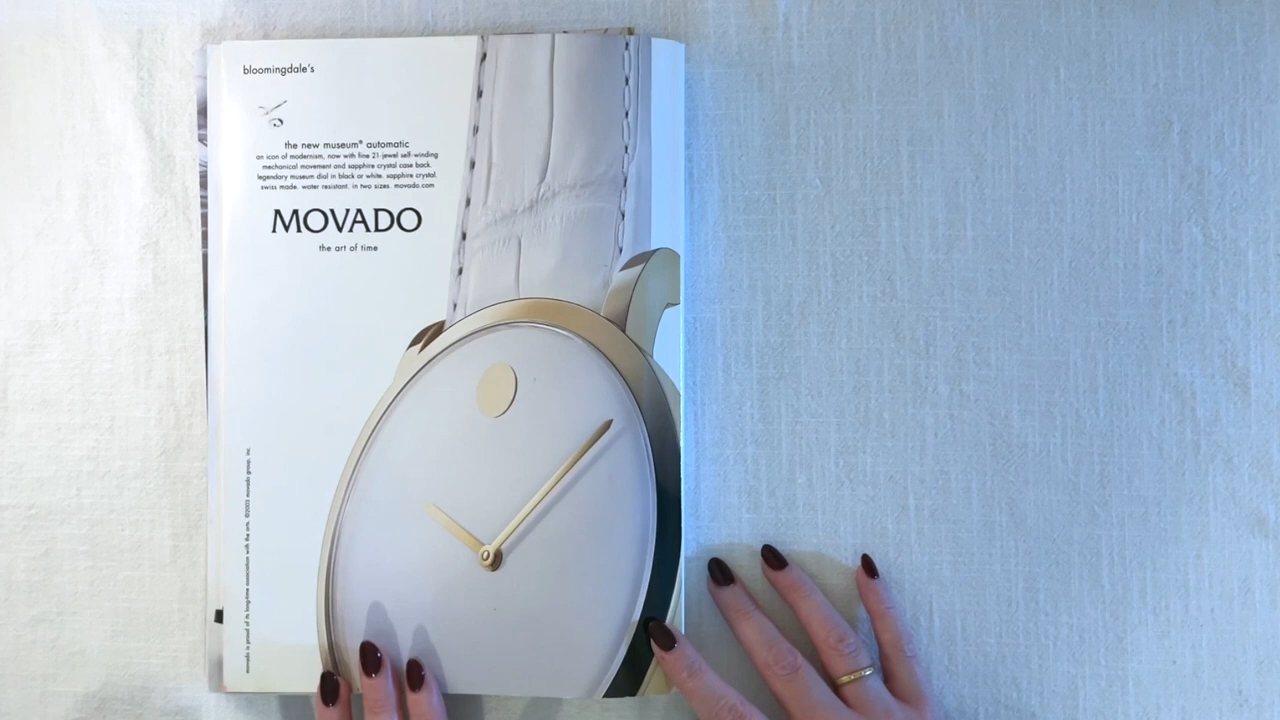 bloomingdale's
the new museum® automatic
an icon of modernism, now with fine 21-jewel self-winding
mechanical movement and sapphire crystal case back.
legendary museum dial in black or white. sapphire crystal.
swiss made. water resistant. in two sizes. movado.com
MOVADO
the art of time
movado is proud of its long-time association with the arts. ©2003 movado group, inc.